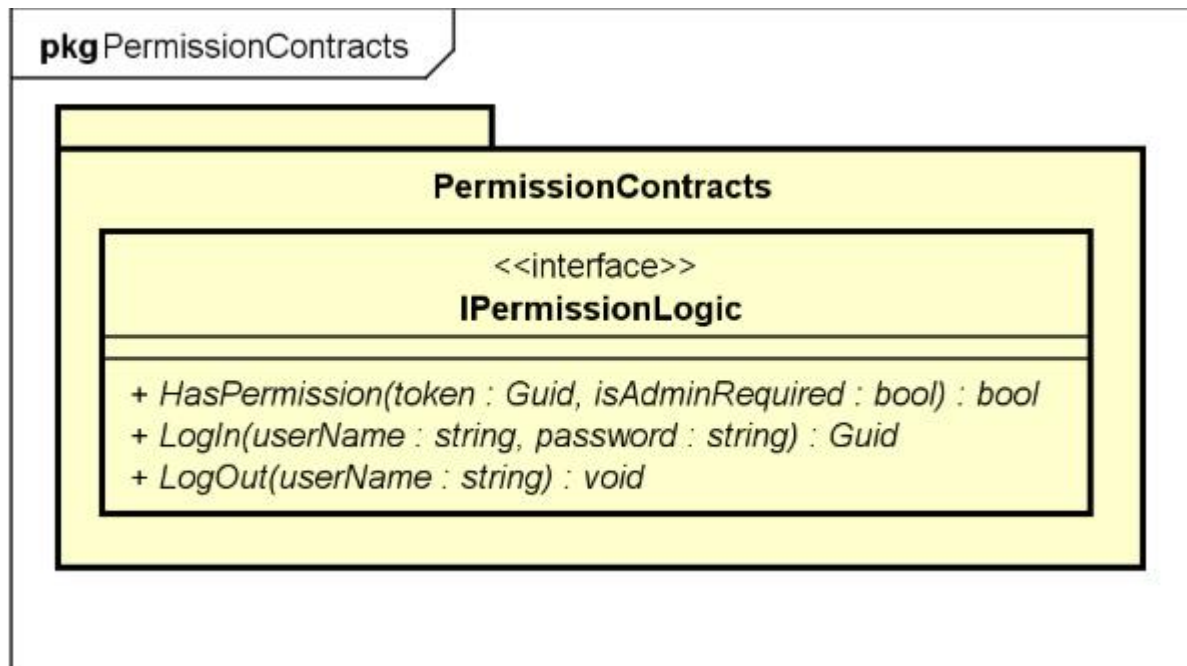 pkg PermissionContracts
PermissionContracts
<<interface>>
IPermissionLogic
+ HasPermission(token : Guid, isAdminRequired : bool) : bool
+ LogIn(userName : string, password : string) : Guid
+ LogOut(userName : string) : void